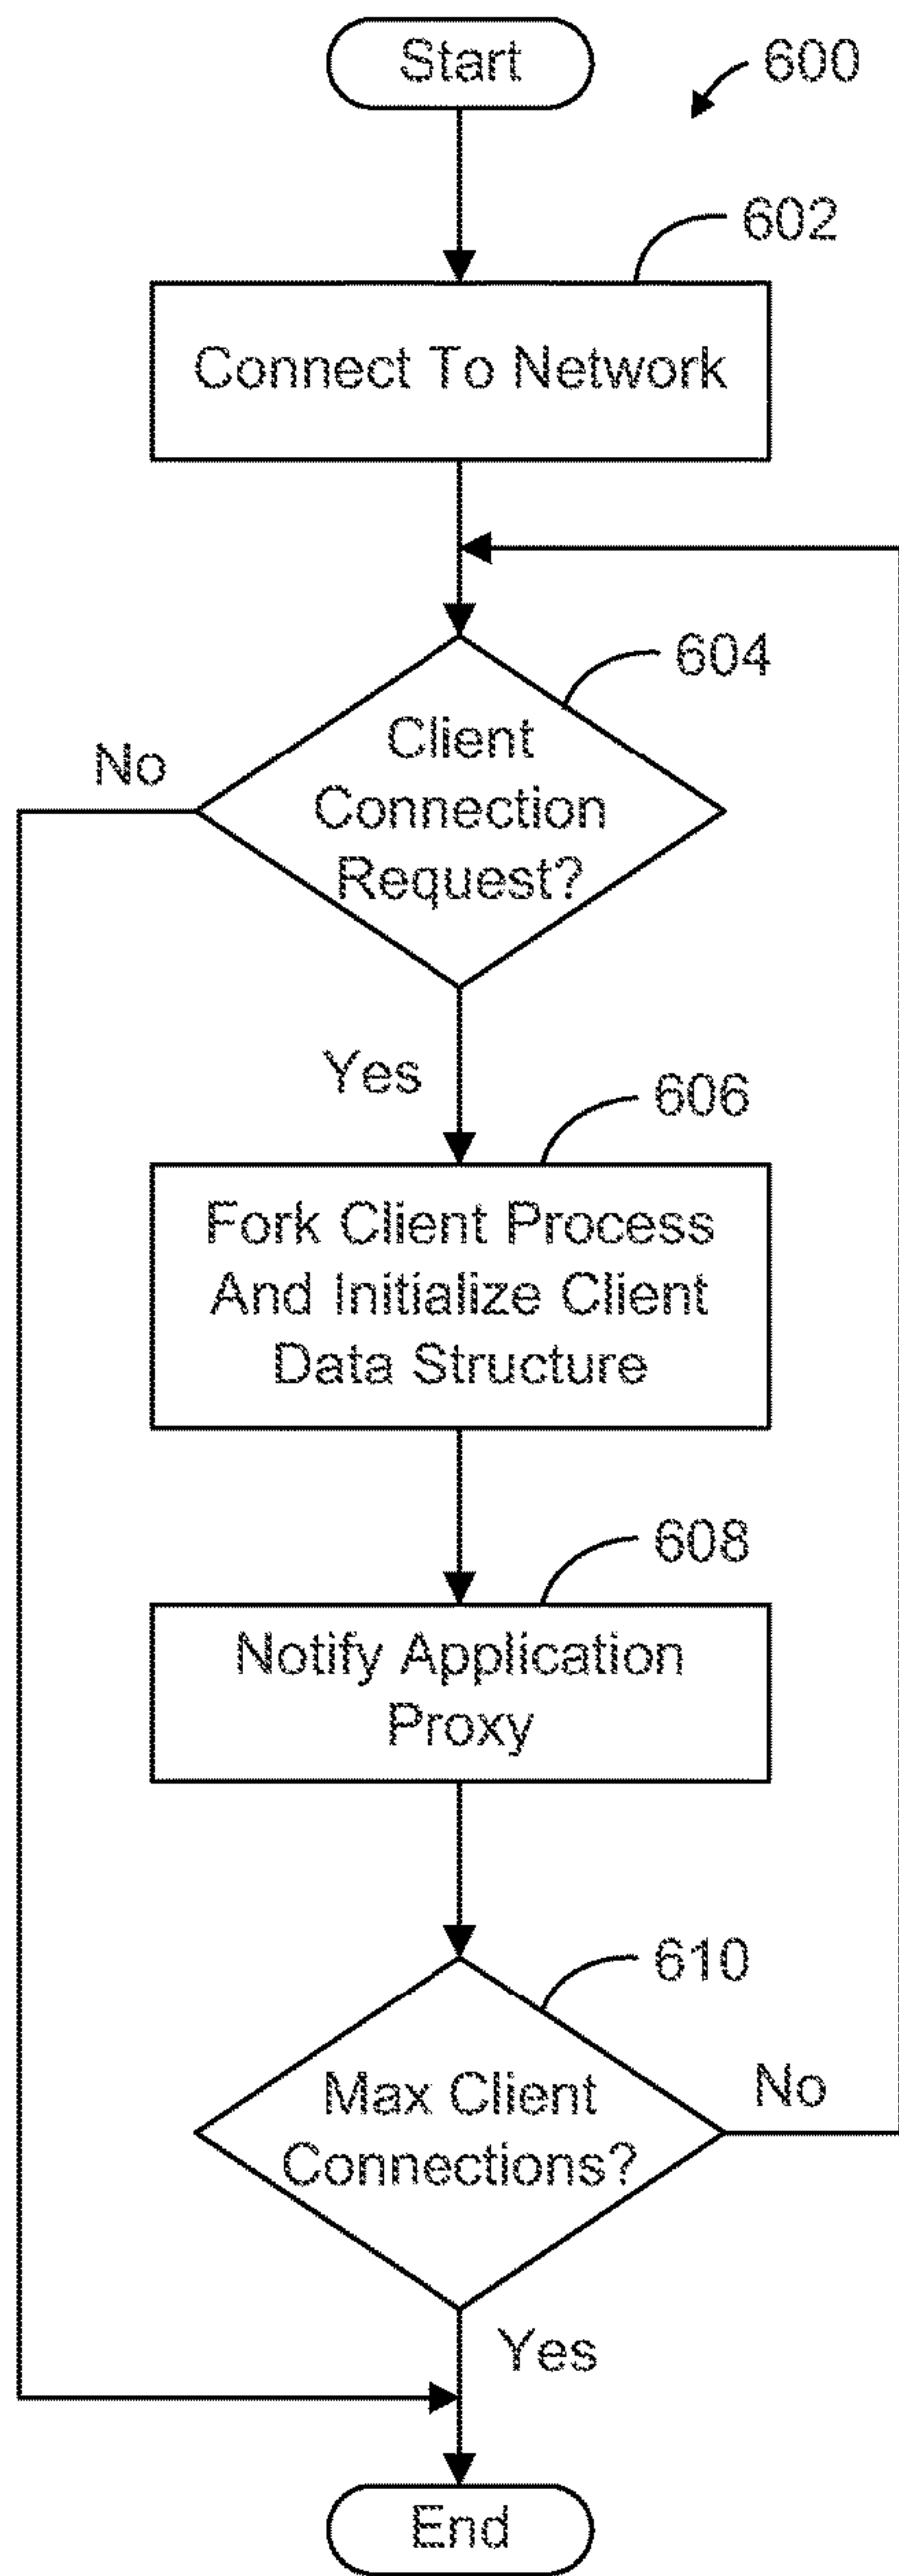 Start
600
602
Connect To Network
604
Client
Connection
Request?
No
Yes
606
Fork Client Process
And Initialize Client
Data Structure
608
Notify Application
Proxy
610
Max Client
Connections?
No
Yes
End